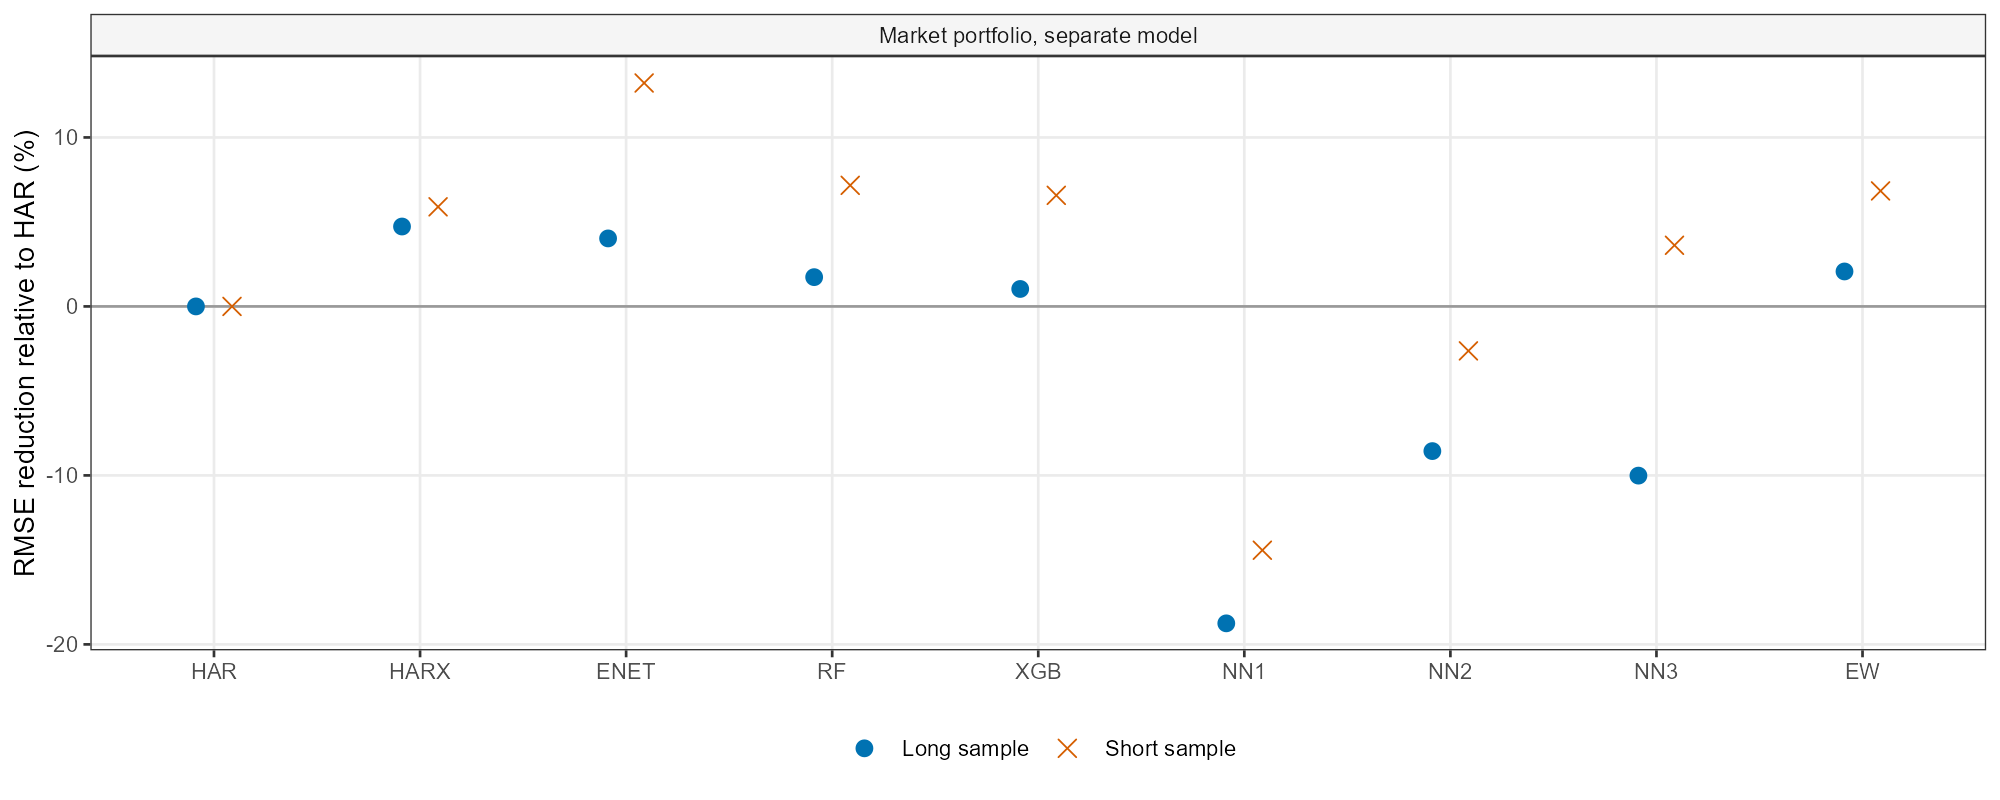 Market portfolio, separate model
RMSE reduction relative to HAR (%)
10
0
-10
-20
HAR HARX ENET RF XGB NN1 NN2 NN3 EW
Long sample Short sample